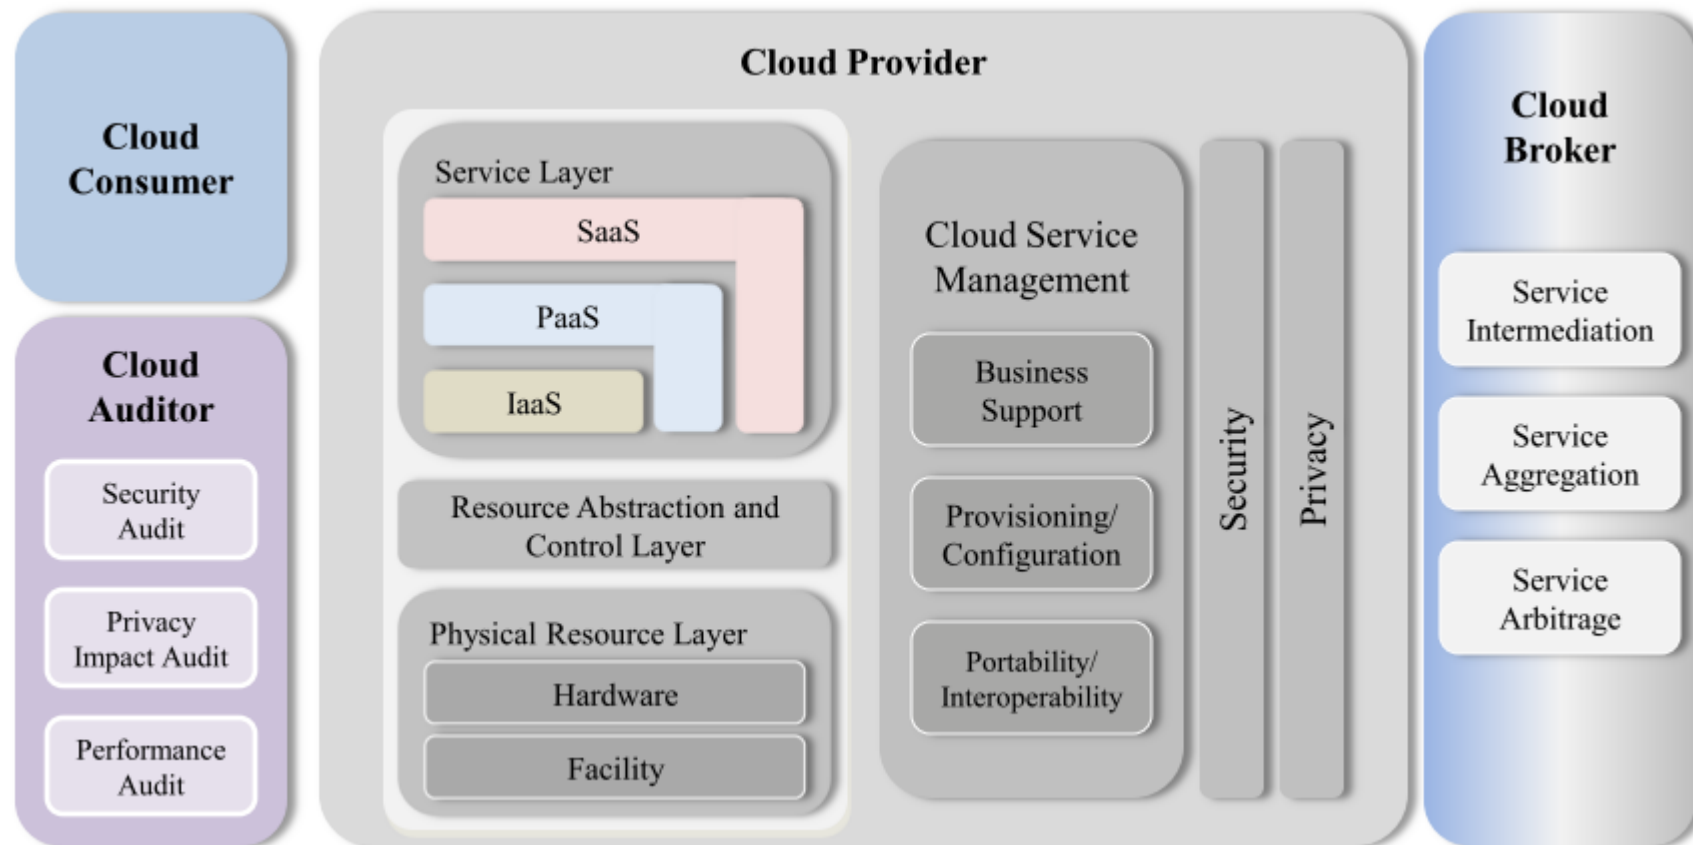 Cloud
Consumer
Cloud
Auditor
Security
Audit
Privacy
Impact Audit
Performance
Audit
Cloud Provider
Service Layer
SaaS
PaaS
IaaS
Resource Abstraction and
Control Layer
Physical Resource Layer
Hardware
Facility
Cloud Service
Management
Business
Support
Provisioning/
Configuration
Portability/
Interoperability
Security
Privacy
Cloud
Broker
Service
Intermediation
Service
Aggregation
Service
Arbitrage